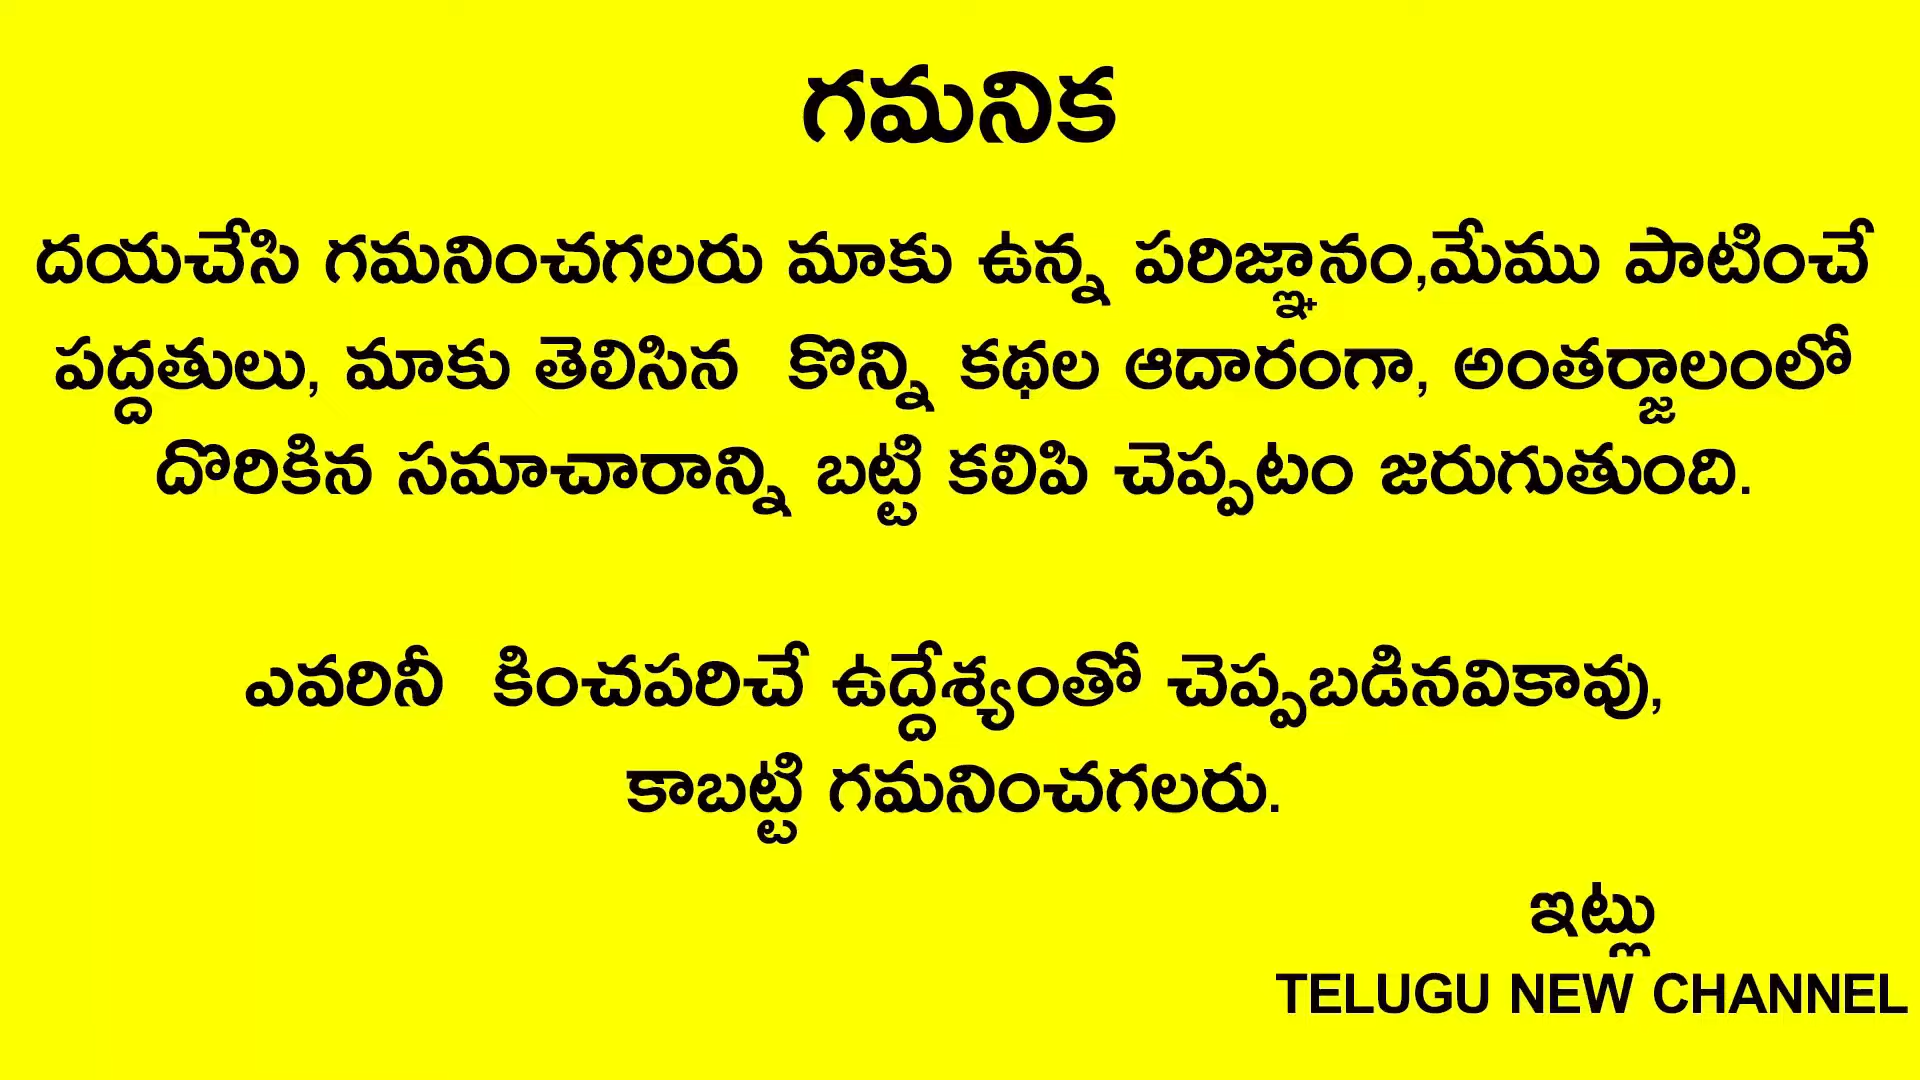 గమనిక
దయచేసి గమనించగలరు మాకు ఉన్న పరిజ్ఞానం,మేము పాటించే
పద్దతులు, మాకు తెలిసిన కొన్ని కథల ఆదారంగా, అంతర్జాలంలో
దొరికిన సమాచారాన్ని బట్టి కలిపి చెప్పటం జరుగుతుంది.
ఎవరినీ కించపరిచే ఉద్దేశ్యంతో చెప్పబడినవికావు,
కాబట్టి గమనించగలరు.
ఇట్లు
TELUGU NEW CHANNEL